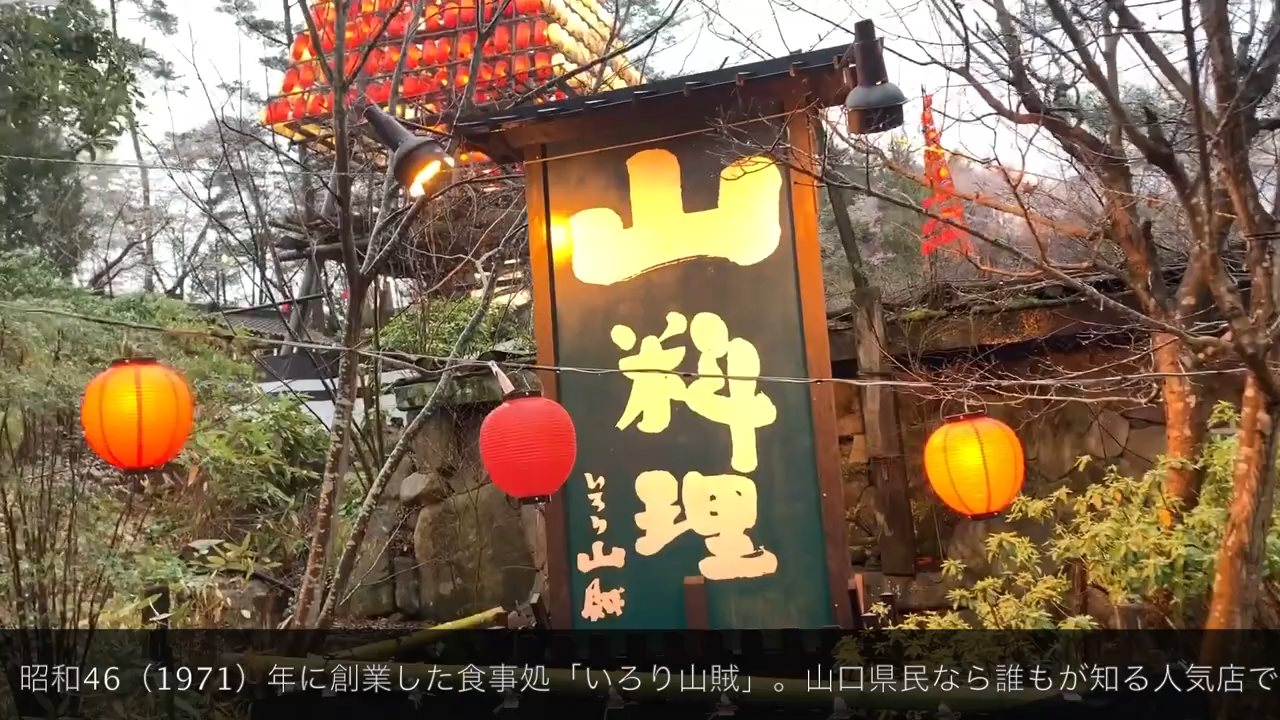 山料理
いろり山賊
昭和46（1971）年に創業した食事処「いろり山賊」。山口県民なら誰もが知る人気店で